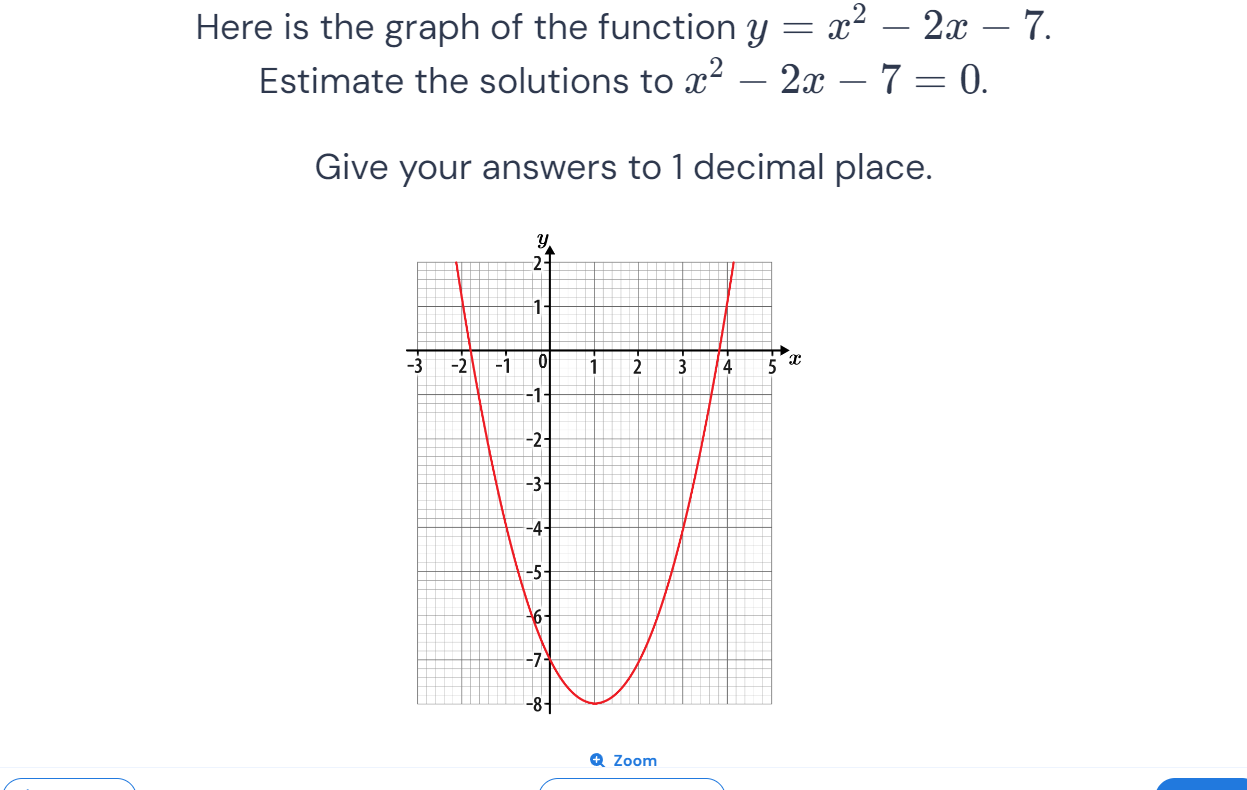 Here is the graph of the function y = x² − 2x − 7.
Estimate the solutions to x² − 2x − 7 = 0.
Give your answers to 1 decimal place.
y
2
1
-3 -2 -1 0 1 2 3 4 5 x
-1
-2
-3
-4
-5
-6
-7
-8
Zoom